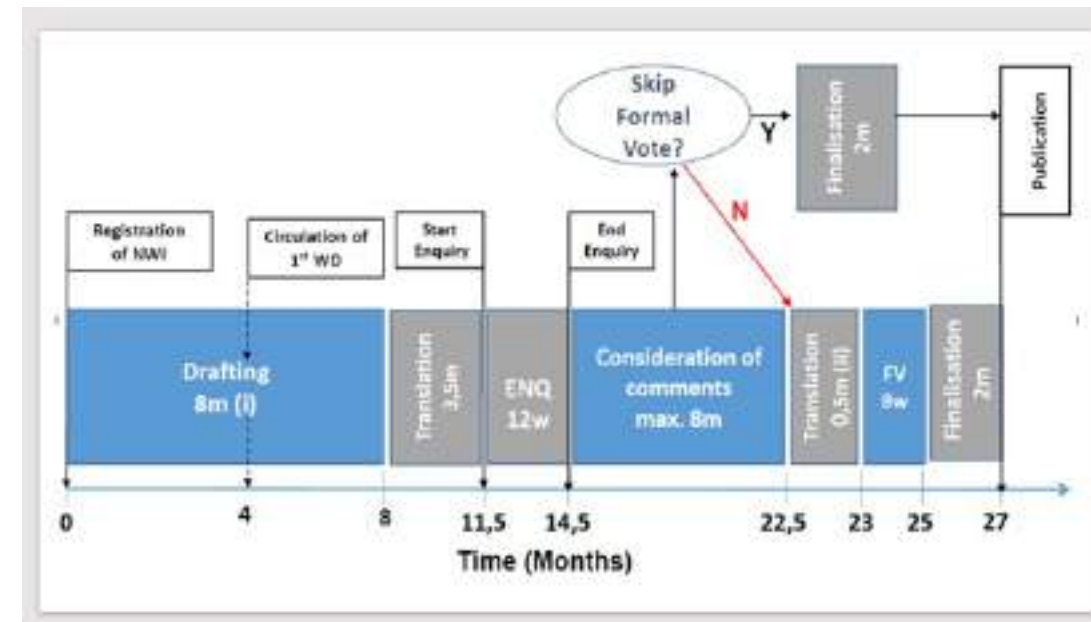 Skip
Formal
Vote?
Y
N
Finalisation
2m
Publication
Registration
of NWI
Circulation of
1st WD
Start
Enquiry
End
Enquiry
Drafting
8m (i)
Translation
3,5m
ENQ
12w
Consideration of
comments
max. 8m
Translation
0,5m (ii)
FV
8w
Finalisation
2m
0
4
8
11,5
14,5
22,5
23
25
27
Time (Months)